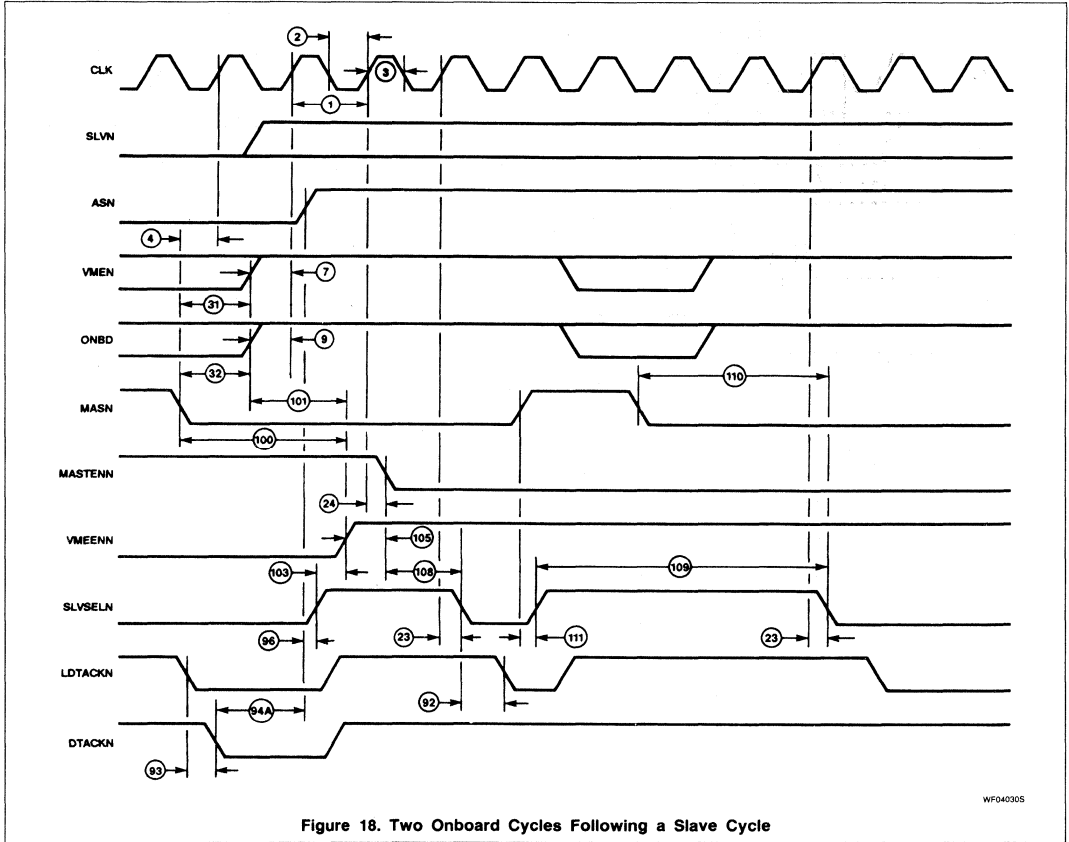 2
CLK
3
1
SLVN
ASN
4
VMEN
7
31
ONBD
9
32
110
101
MASN
100
MASTENN
24
VMEENN
105
103
108
109
SLVSELN
96
23
111
23
LDTACKN
94A
92
DTACKN
93
WF04030S
Figure 18. Two Onboard Cycles Following a Slave Cycle